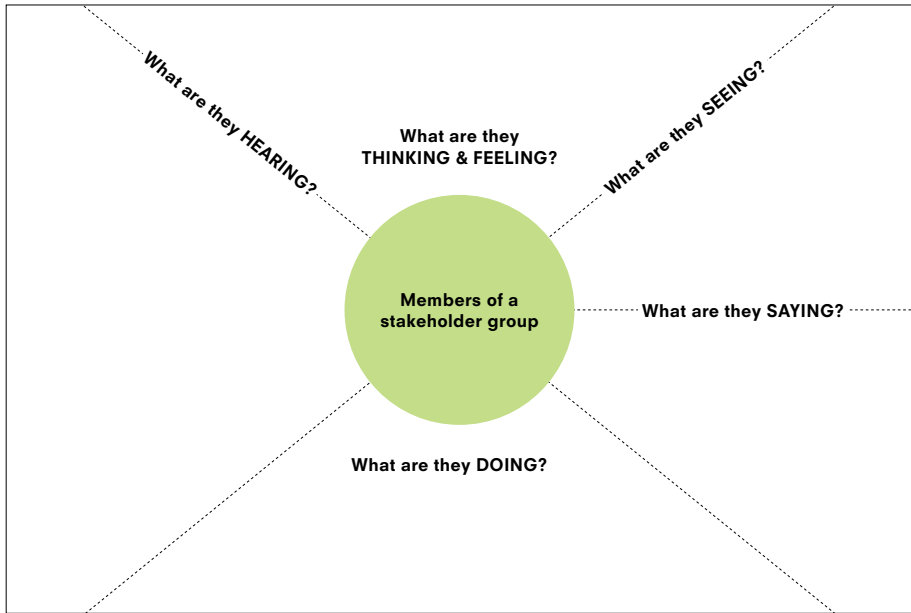 What are they HEARING?
What are they
THINKING & FEELING?
What are they SEEING?
Members of a
stakeholder group
What are they SAYING?
What are they DOING?